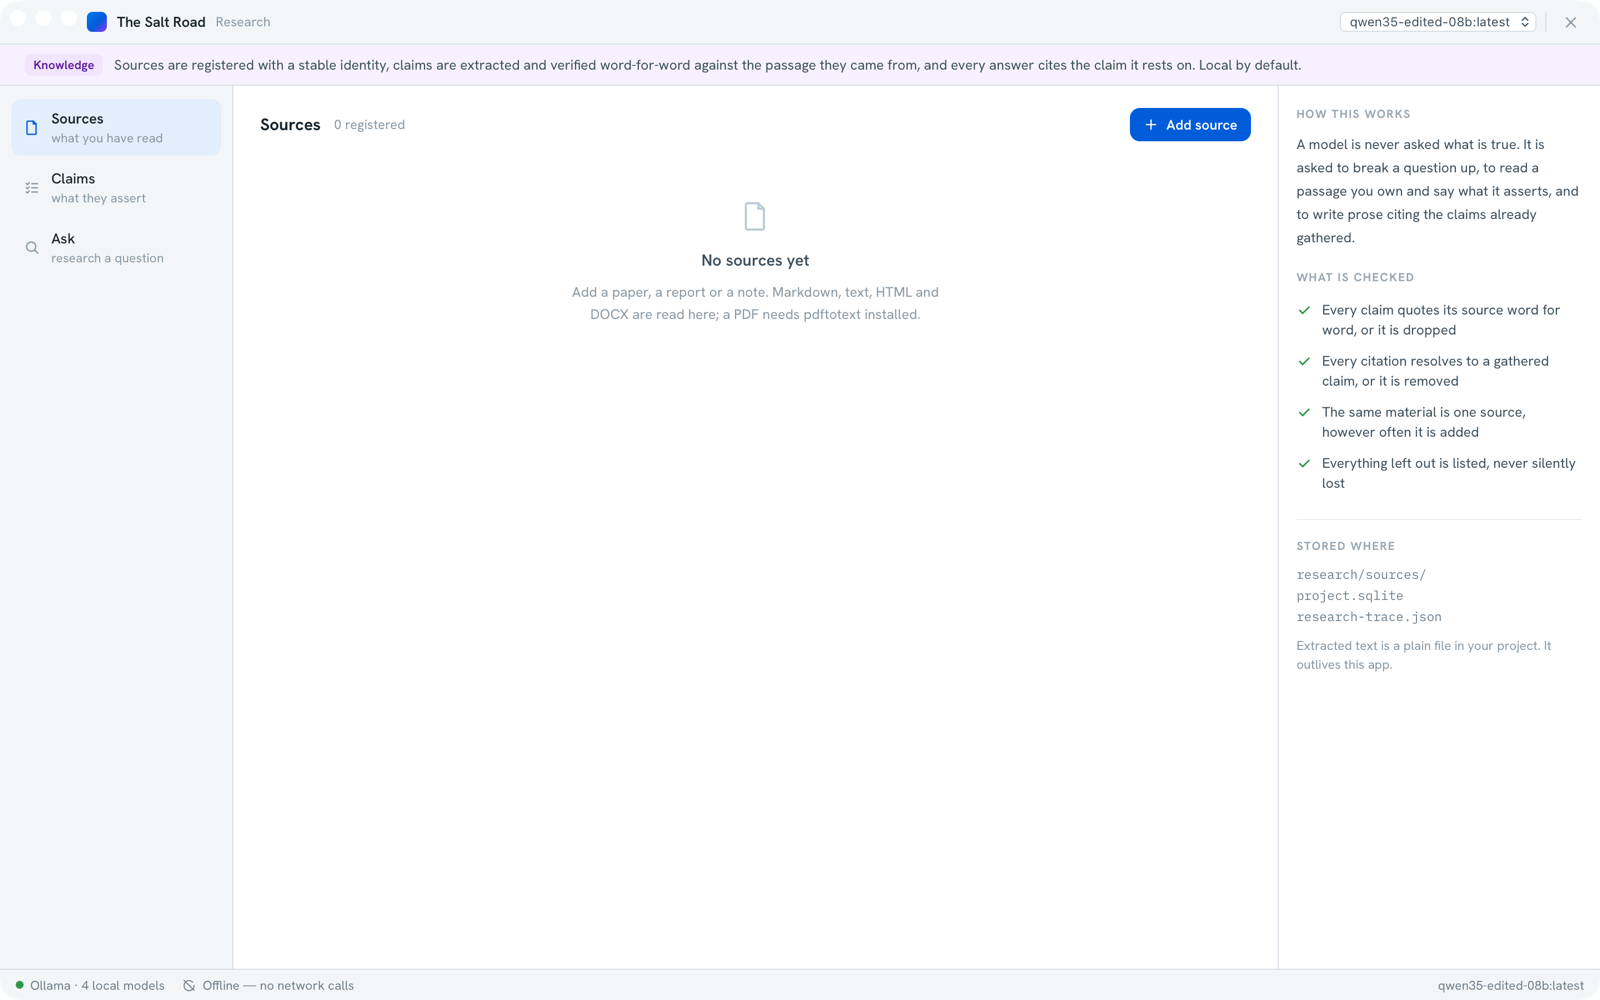 The Salt Road Research
qwen35-edited-08b:latest
Knowledge Sources are registered with a stable identity, claims are extracted and verified word-for-word against the passage they came from, and every answer cites the claim it rests on. Local by default.
Sources
what you have read
Claims
what they assert
Ask
research a question
Sources 0 registered
+ Add source
No sources yet
Add a paper, a report or a note. Markdown, text, HTML and
DOCX are read here; a PDF needs pdftotext installed.
HOW THIS WORKS
A model is never asked what is true. It is
asked to break a question up, to read a
passage you own and say what it asserts, and
to write prose citing the claims already
gathered.
WHAT IS CHECKED
Every claim quotes its source word for
word, or it is dropped
Every citation resolves to a gathered
claim, or it is removed
The same material is one source,
however often it is added
Everything left out is listed, never silently
lost
STORED WHERE
research/sources/
project.sqlite
research-trace.json
Extracted text is a plain file in your project. It
outlives this app.
Ollama · 4 local models
Offline — no network calls
qwen35-edited-08b:latest